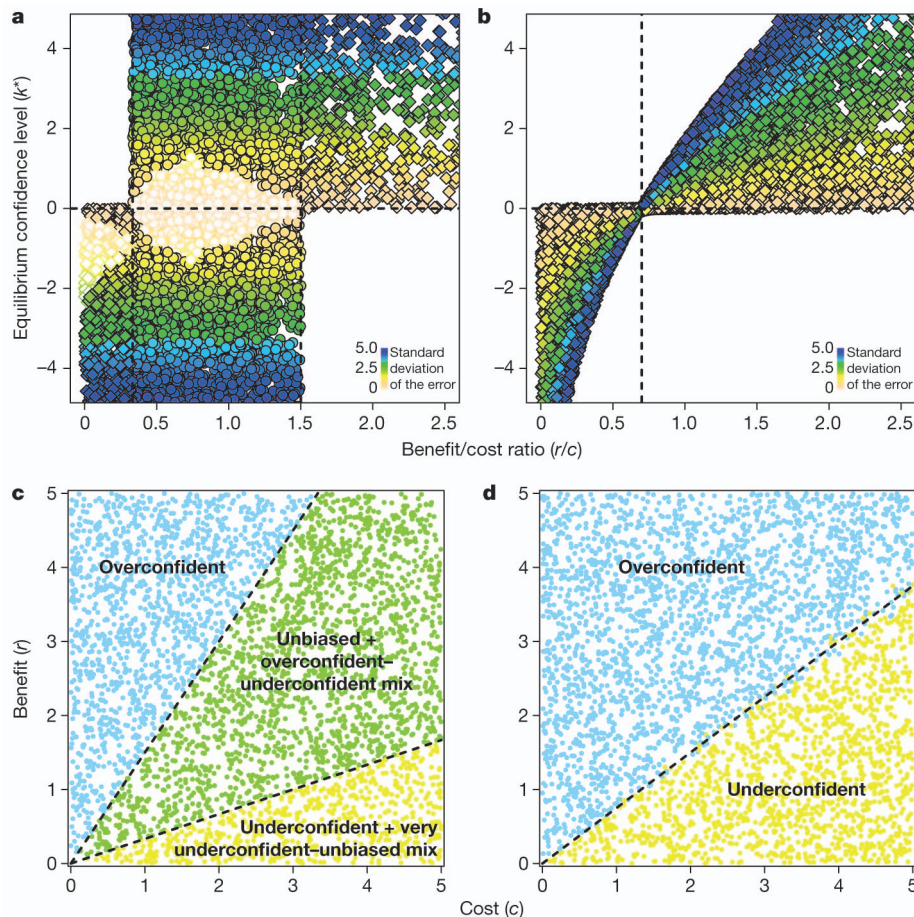 a
b
Equilibrium confidence level (k*)
4
2
0
−2
−4
5.0 Standard
2.5 deviation
0 of the error
0 0.5 1.0 1.5 2.0 2.5
4
2
0
−2
−4
5.0 Standard
2.5 deviation
0 of the error
0 0.5 1.0 1.5 2.0 2.5
Benefit/cost ratio (r/c)
c
d
Benefit (r)
5
4
3
2
1
0
Overconfident
Unbiased +
overconfident–
underconfident mix
Underconfident + very
underconfident–unbiased mix
0 1 2 3 4 5
5
4
3
2
1
0
Overconfident
Underconfident
0 1 2 3 4 5
Cost (c)